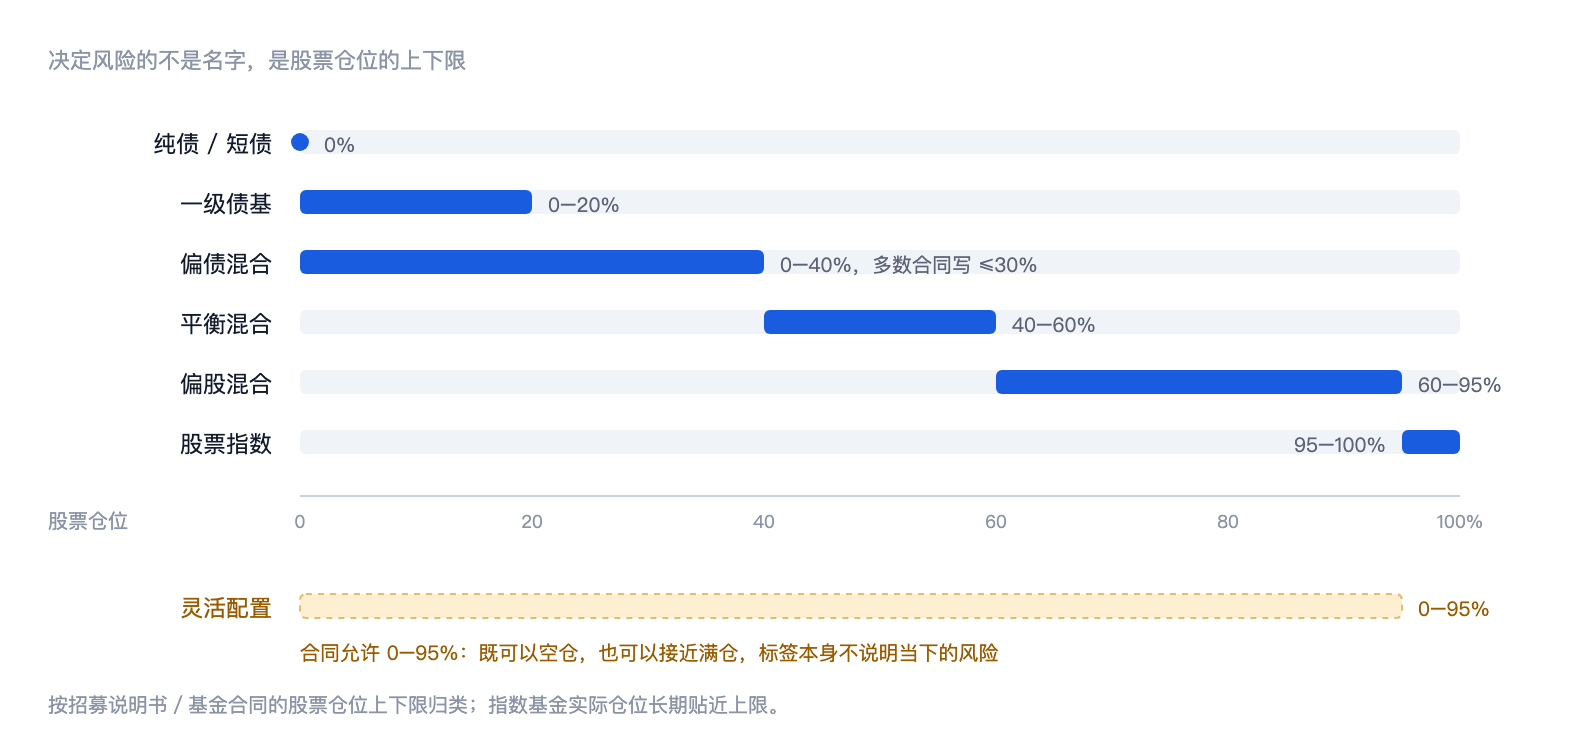 决定风险的不是名字，是股票仓位的上下限
纯债 / 短债 0%
一级债基 0—20%
偏债混合 0—40%，多数合同写 ≤30%
平衡混合 40—60%
偏股混合 60—95%
股票指数 95—100%
股票仓位 0 20 40 60 80 100%
灵活配置 0—95%
合同允许 0—95%：既可以空仓，也可以接近满仓，标签本身不说明当下的风险
按招募说明书 / 基金合同的股票仓位上下限归类；指数基金实际仓位长期贴近上限。